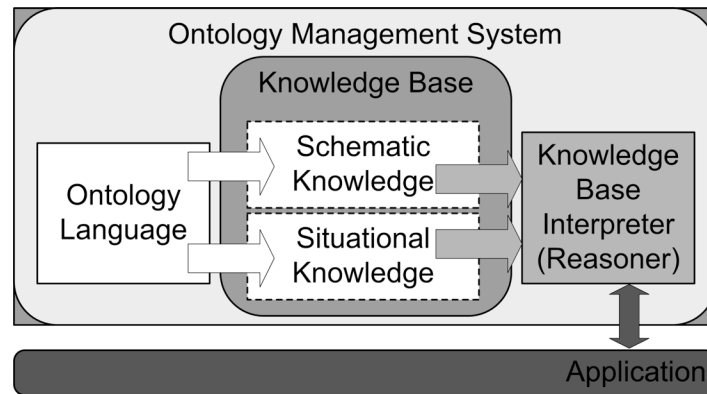 Ontology Management System
Knowledge Base
Ontology
Language
Schematic
Knowledge
Situational
Knowledge
Knowledge
Base
Interpreter
(Reasoner)
Application